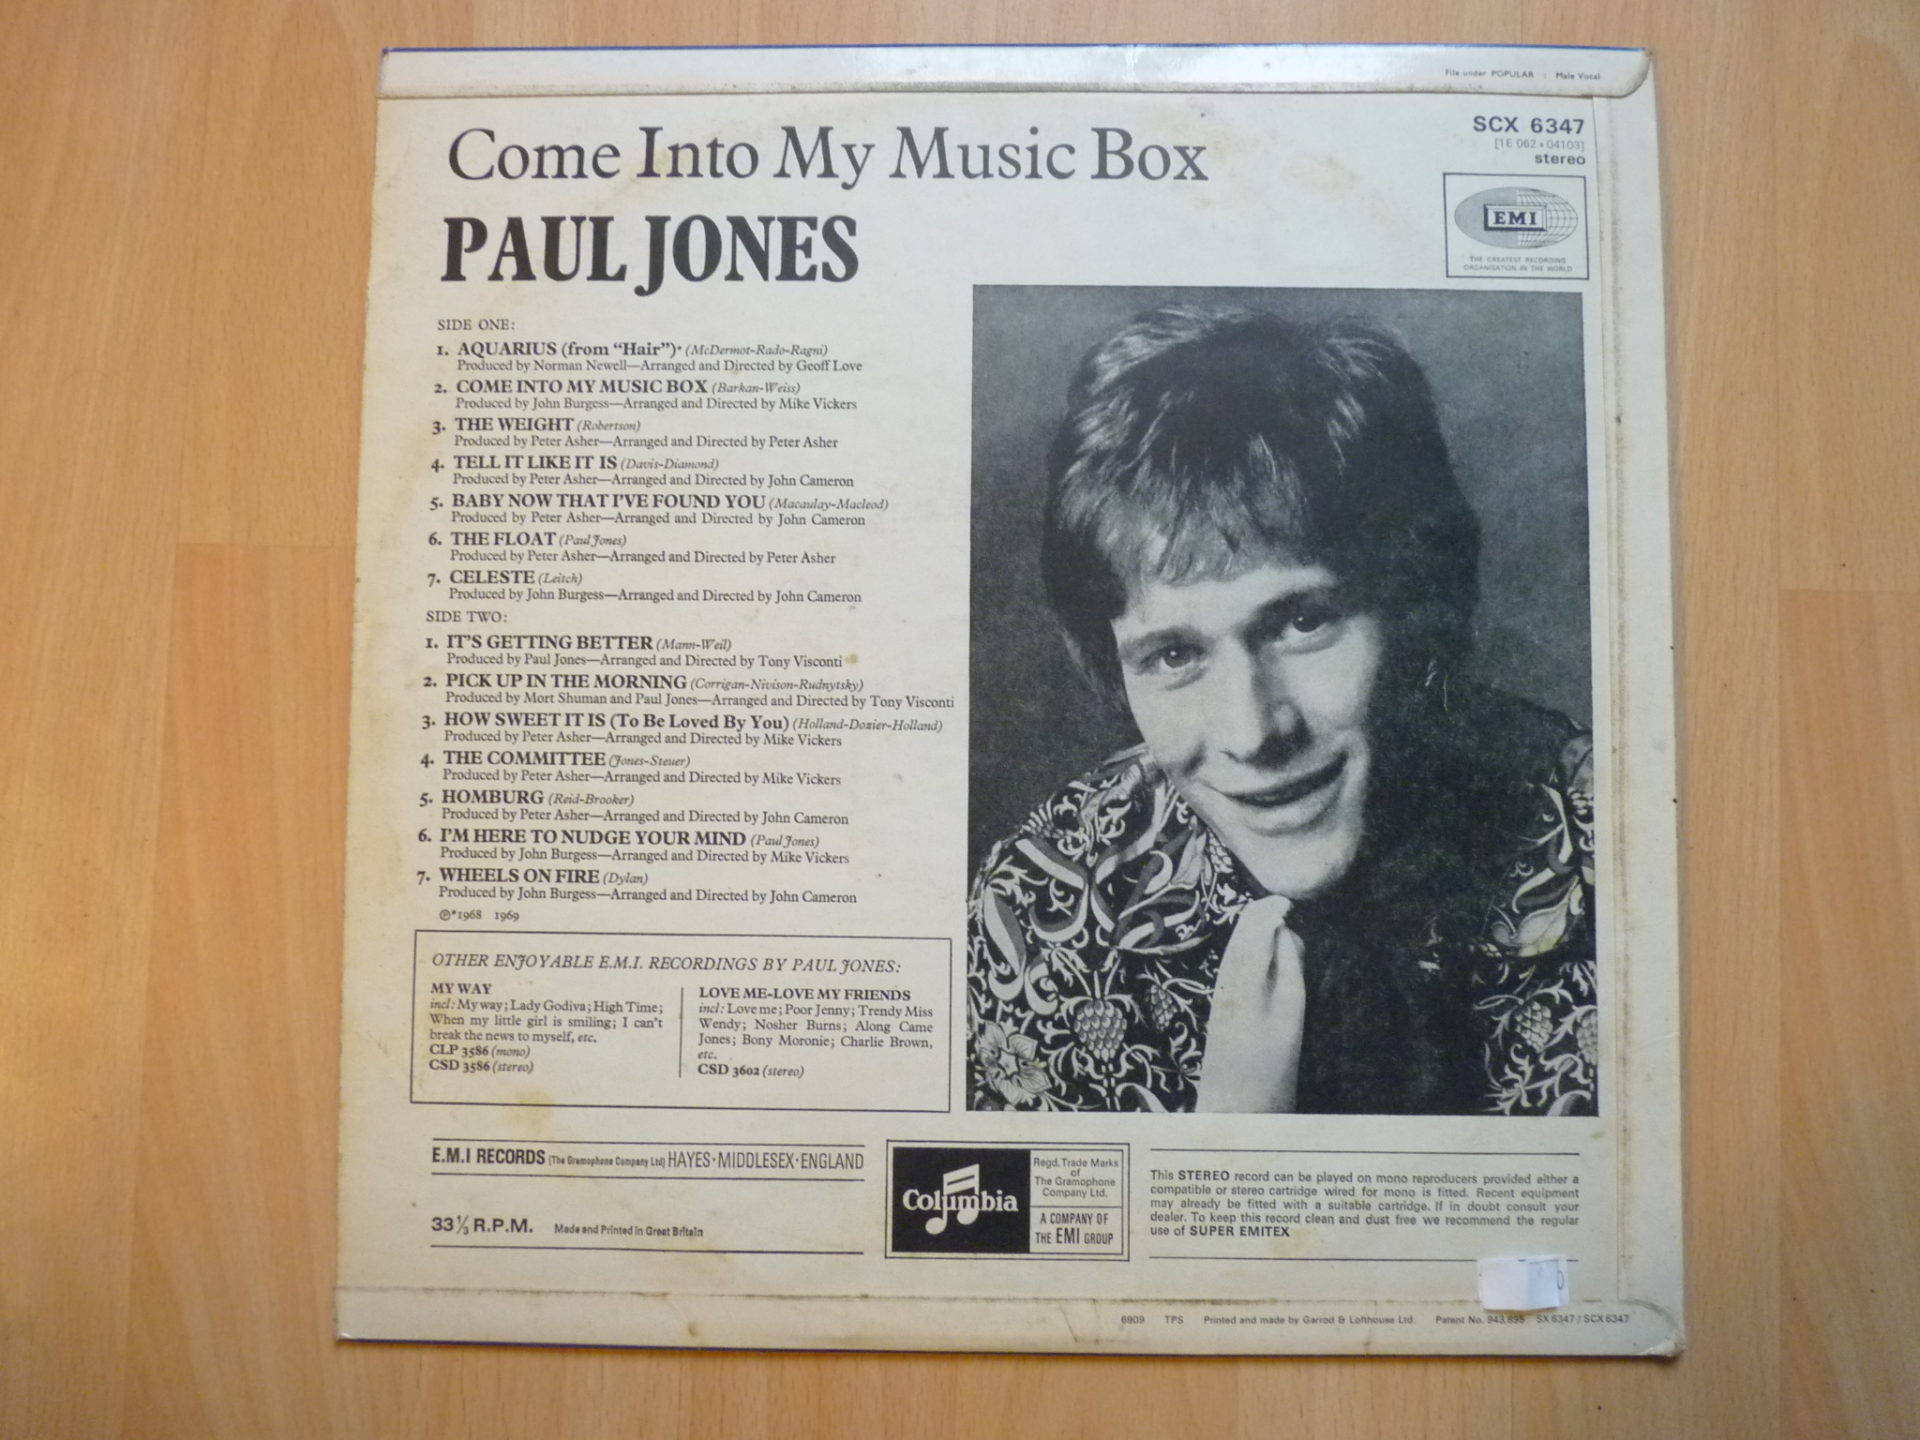 File under POPULAR : Male Vocal
Come Into My Music Box
SCX 6347
[1E 062 • 04103]
stereo
EMI
THE GREATEST RECORDING
ORGANISATION IN THE WORLD
PAUL JONES
SIDE ONE:
1. AQUARIUS (from “Hair”)* (McDermot-Rado-Ragni)
Produced by Norman Newell—Arranged and Directed by Geoff Love
2. COME INTO MY MUSIC BOX (Barkan-Weiss)
Produced by John Burgess—Arranged and Directed by Mike Vickers
3. THE WEIGHT (Robertson)
Produced by Peter Asher—Arranged and Directed by Peter Asher
4. TELL IT LIKE IT IS (Davis-Diamond)
Produced by Peter Asher—Arranged and Directed by John Cameron
5. BABY NOW THAT I'VE FOUND YOU (Macaulay-Macleod)
Produced by Peter Asher—Arranged and Directed by John Cameron
6. THE FLOAT (Paul Jones)
Produced by Peter Asher—Arranged and Directed by Peter Asher
7. CELESTE (Leitch)
Produced by John Burgess—Arranged and Directed by John Cameron
SIDE TWO:
1. IT'S GETTING BETTER (Mann-Weil)
Produced by Paul Jones—Arranged and Directed by Tony Visconti
2. PICK UP IN THE MORNING (Corrigan-Nivison-Rudnytsky)
Produced by Mort Shuman and Paul Jones—Arranged and Directed by Tony Visconti
3. HOW SWEET IT IS (To Be Loved By You) (Holland-Dozier-Holland)
Produced by Peter Asher—Arranged and Directed by Mike Vickers
4. THE COMMITTEE (Jones-Steuer)
Produced by Peter Asher—Arranged and Directed by Mike Vickers
5. HOMBURG (Reid-Brooker)
Produced by Peter Asher—Arranged and Directed by John Cameron
6. I'M HERE TO NUDGE YOUR MIND (Paul Jones)
Produced by John Burgess—Arranged and Directed by Mike Vickers
7. WHEELS ON FIRE (Dylan)
Produced by John Burgess—Arranged and Directed by John Cameron
℗*1968 1969
OTHER ENJOYABLE E.M.I. RECORDINGS BY PAUL JONES:
MY WAY
incl: My way; Lady Godiva; High Time;
When my little girl is smiling; I can't
break the news to myself, etc.
CLP 3586 (mono)
CSD 3586 (stereo)
LOVE ME-LOVE MY FRIENDS
incl: Love me; Poor Jenny; Trendy Miss
Wendy; Nosher Burns; Along Came
Jones; Bony Moronie; Charlie Brown,
etc.
CSD 3602 (stereo)
E.M.I RECORDS (The Gramophone Company Ltd) HAYES·MIDDLESEX·ENGLAND
33⅓ R.P.M. Made and Printed in Great Britain
Columbia
Regd. Trade Marks
of
The Gramophone
Company Ltd.
A COMPANY OF
THE EMI GROUP
This STEREO record can be played on mono reproducers provided either a
compatible or stereo cartridge wired for mono is fitted. Recent equipment
may already be fitted with a suitable cartridge. If in doubt consult your
dealer. To keep this record clean and dust free we recommend the regular
use of SUPER EMITEX
6909 TPS Printed and made by Garrod & Lofthouse Ltd. Patent No. 943,895 SX 6347 / SCX 6347